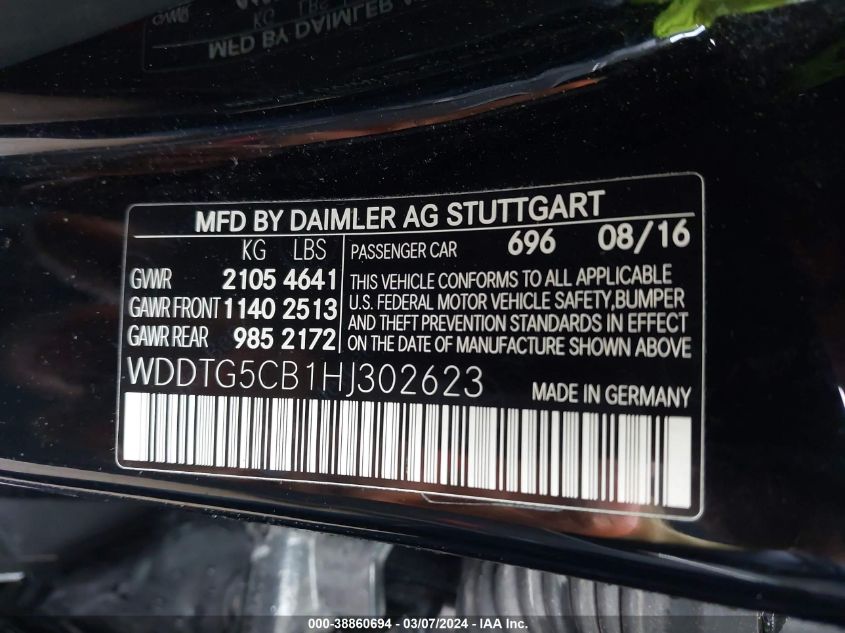 MFD BY DAIMLER AG STUTTGART
KG LBS
GVWR 2105 4641
GAWR FRONT 1140 2513
GAWR REAR 985 2172
PASSENGER CAR 696 08/16
THIS VEHICLE CONFORMS TO ALL APPLICABLE
U.S. FEDERAL MOTOR VEHICLE SAFETY,BUMPER
AND THEFT PREVENTION STANDARDS IN EFFECT
ON THE DATE OF MANUFACTURE SHOWN ABOVE
WDDTG5CB1HJ302623
MADE IN GERMANY
000-38860694 - 03/07/2024 - IAA Inc.